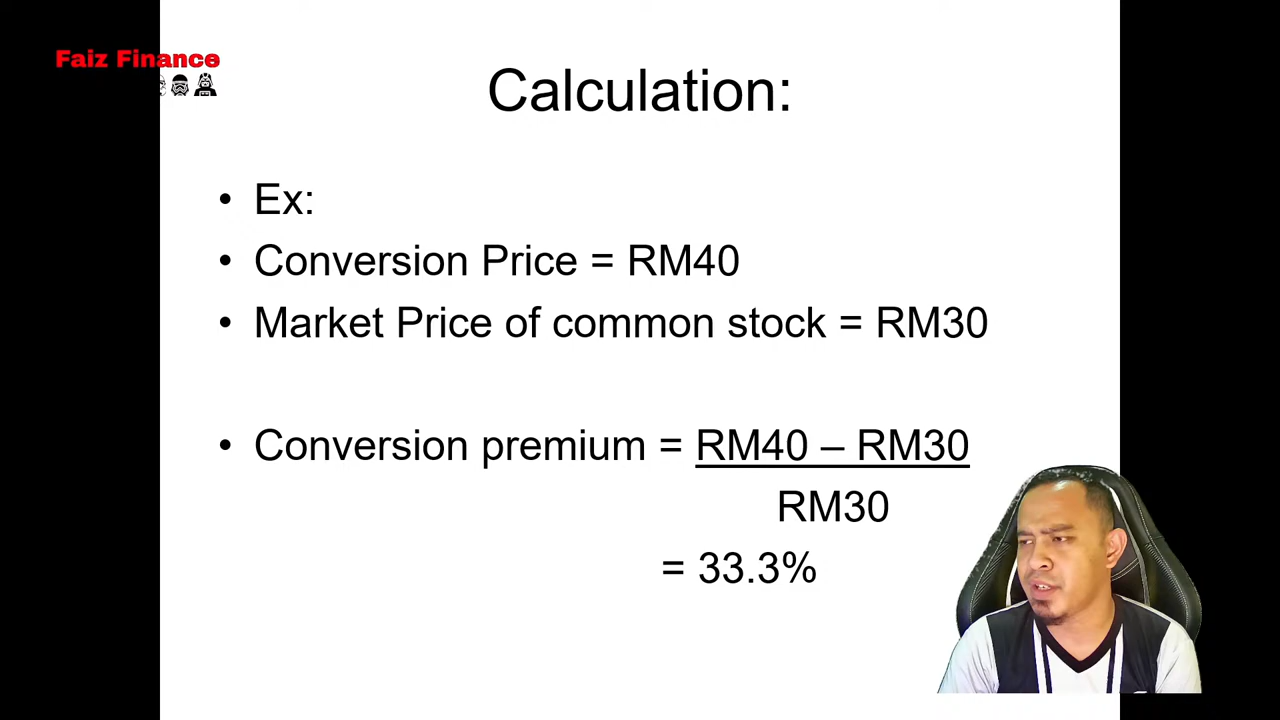 Faiz Finance
Calculation:
• Ex:
• Conversion Price = RM40
• Market Price of common stock = RM30
• Conversion premium = RM40 – RM30
RM30
= 33.3%